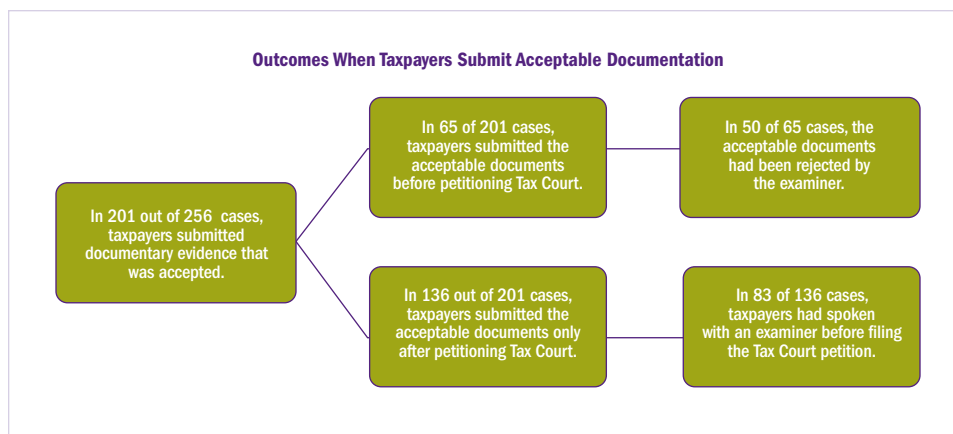 Outcomes When Taxpayers Submit Acceptable Documentation
In 201 out of 256 cases,
taxpayers submitted
documentary evidence that
was accepted.
In 65 of 201 cases,
taxpayers submitted the
acceptable documents
before petitioning Tax Court.
In 50 of 65 cases, the
acceptable documents
had been rejected by
the examiner.
In 136 out of 201 cases,
taxpayers submitted the
acceptable documents only
after petitioning Tax Court.
In 83 of 136 cases,
taxpayers had spoken
with an examiner before filing
the Tax Court petition.